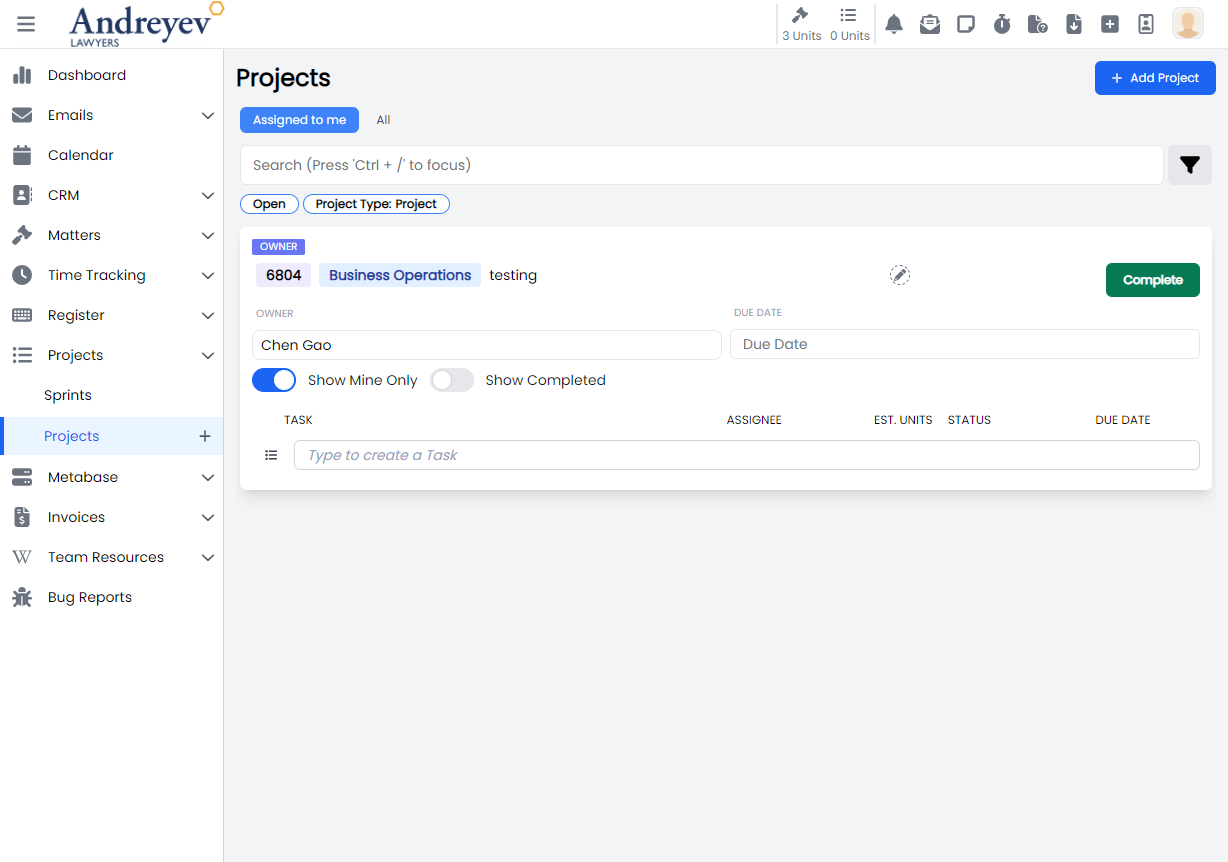 Andreyev
LAWYERS
3 Units 0 Units
Dashboard
Emails
Calendar
CRM
Matters
Time Tracking
Register
Projects
Sprints
Projects
Metabase
Invoices
Team Resources
Bug Reports
Projects
Add Project
Assigned to me All
Search (Press 'Ctrl + /' to focus)
Open Project Type: Project
OWNER
6804 Business Operations testing
Complete
OWNER DUE DATE
Chen Gao Due Date
Show Mine Only Show Completed
TASK ASSIGNEE EST. UNITS STATUS DUE DATE
Type to create a Task